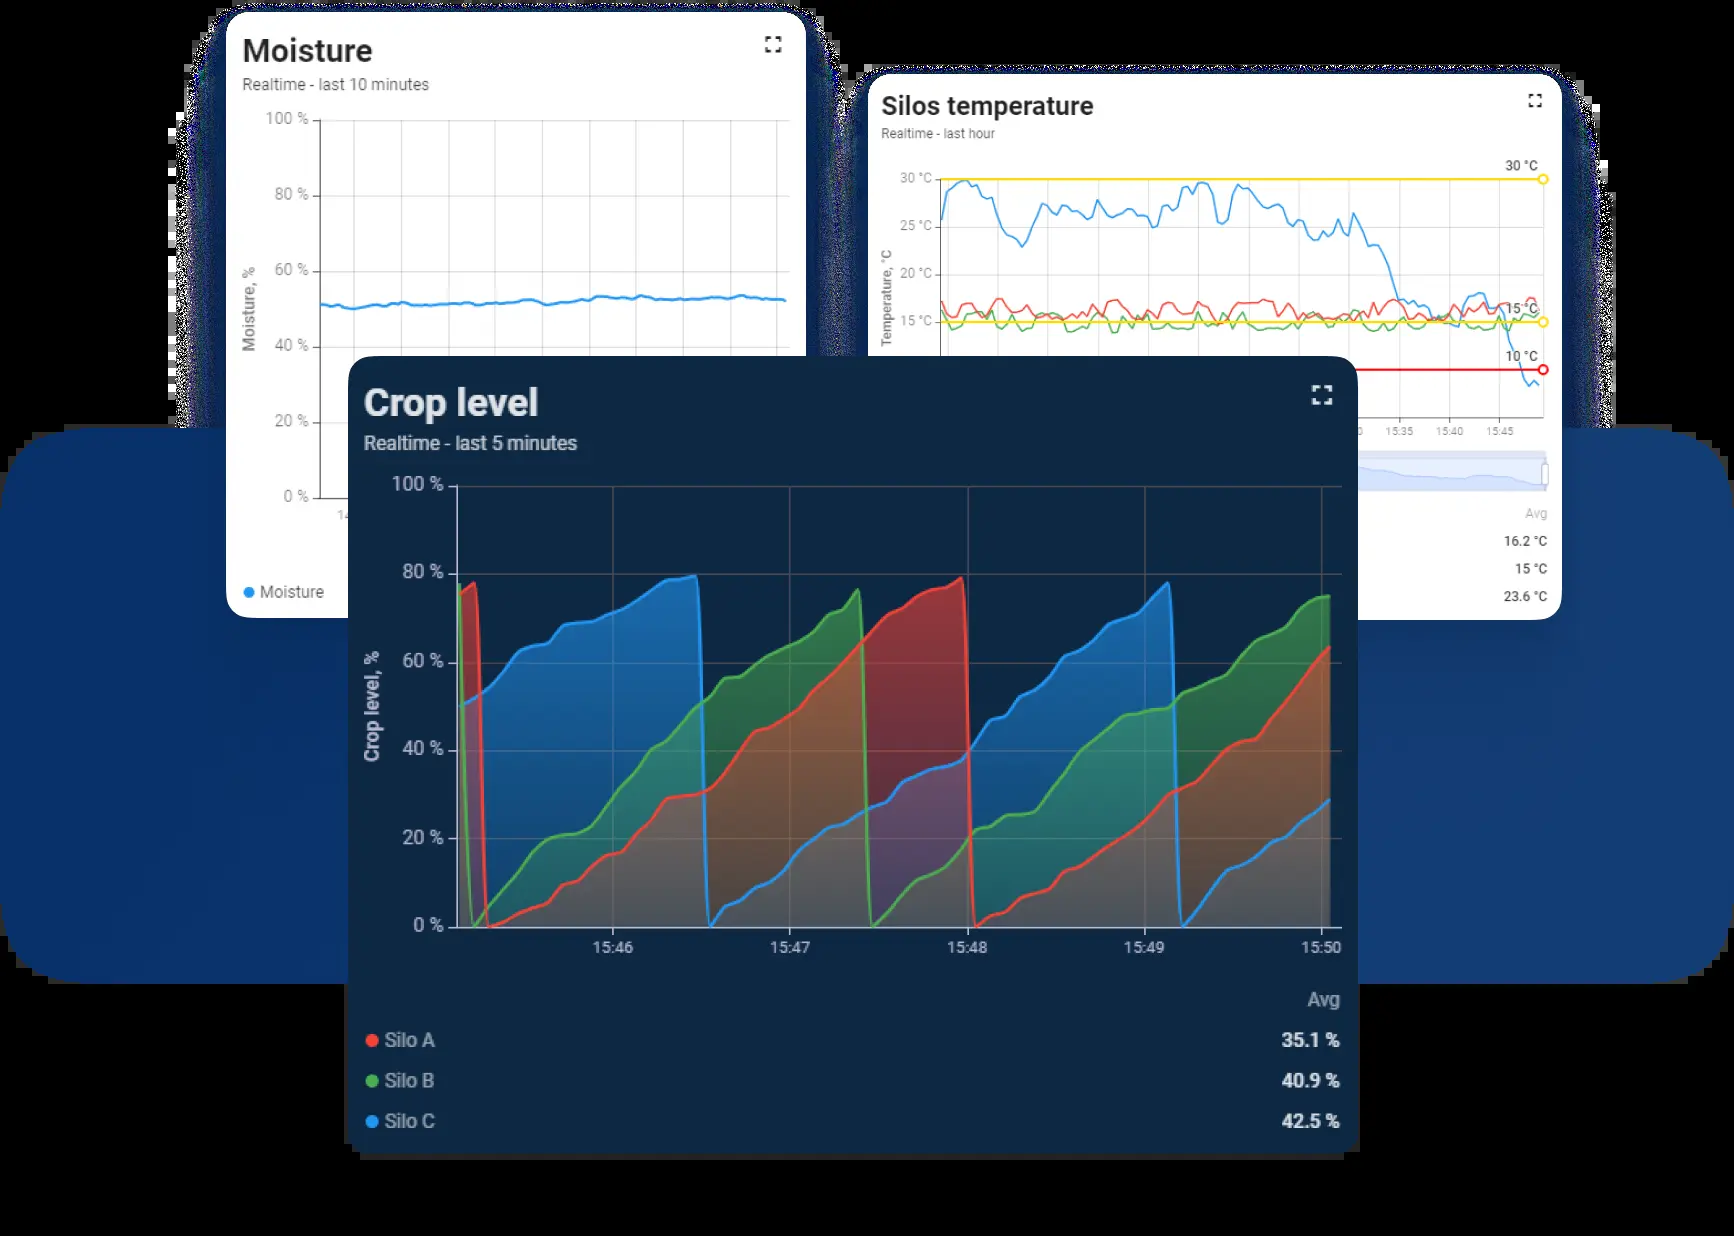 Moisture
Realtime - last 10 minutes
100 %
80 %
60 %
40 %
20 %
0 %
Moisture, %
Moisture
Silos temperature
Realtime - last hour
30 °C
30 °C
25 °C
20 °C
15 °C
15 °C
10 °C
Temperature, °C
15:35
15:40
15:45
Avg
16.2 °C
15 °C
23.6 °C
Crop level
Realtime - last 5 minutes
100 %
80 %
60 %
40 %
20 %
0 %
Crop level, %
15:46
15:47
15:48
15:49
15:50
Avg
Silo A 35.1 %
Silo B 40.9 %
Silo C 42.5 %